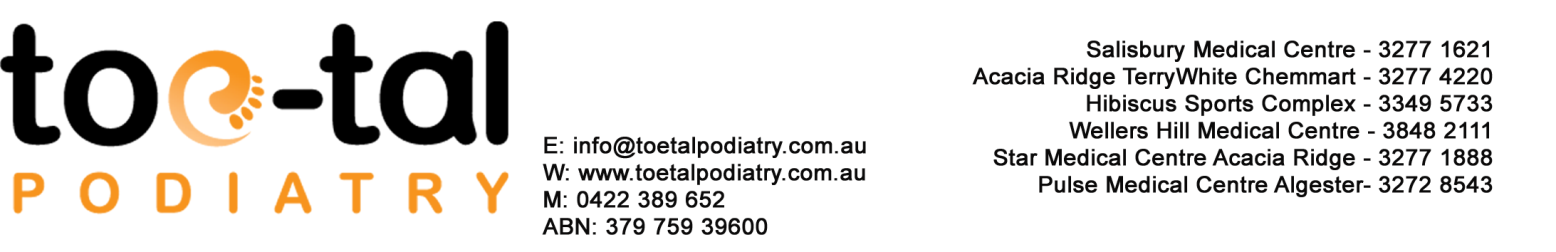 toe-tal
PODIATRY
E: info@toetalpodiatry.com.au
W: www.toetalpodiatry.com.au
M: 0422 389 652
ABN: 379 759 39600
Salisbury Medical Centre - 3277 1621
Acacia Ridge TerryWhite Chemmart - 3277 4220
Hibiscus Sports Complex - 3349 5733
Wellers Hill Medical Centre - 3848 2111
Star Medical Centre Acacia Ridge - 3277 1888
Pulse Medical Centre Algester- 3272 8543